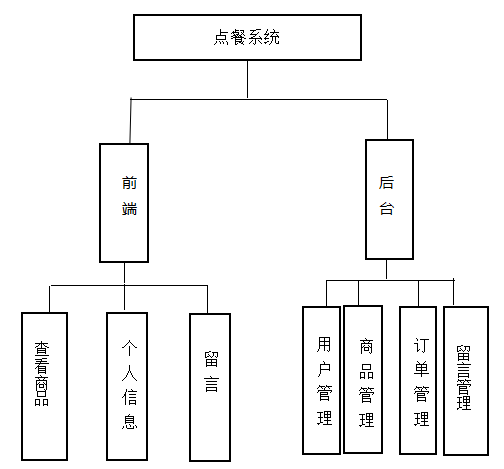 点餐系统
前端
后台
查看商品
个人信息
留言
用户管理
商品管理
订单管理
留言管理